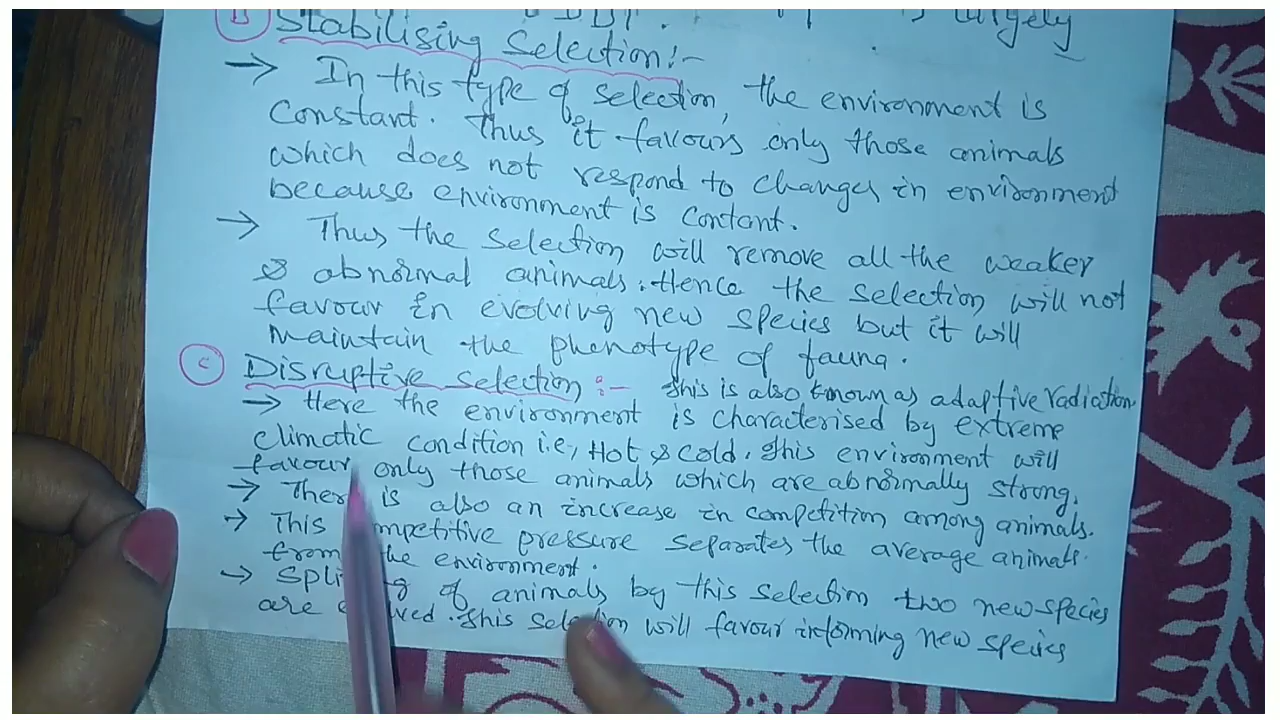 largely
B Stabilising Selection:-
→ In this type of selection, the environment is
Constant. Thus it favours only those animals
which does not respond to changes in environment
because environment is contant.
→ Thus the selection will remove all the weaker
& abnormal animals. Hence the selection will not
favour in evolving new species but it will
maintain the phenotype of fauna.
C Disruptive selection :- This is also known as adaptive radiation.
→ Here the environment is characterised by extreme
climatic condition i.e, Hot & cold. This environment will
favour only those animals which are abnormally strong.
→ There is also an increase in competition among animals.
→ This competitive pressure separates the average animals.
from the environment.
→ of animals by this selection two new species
are This selection will favour in forming new species